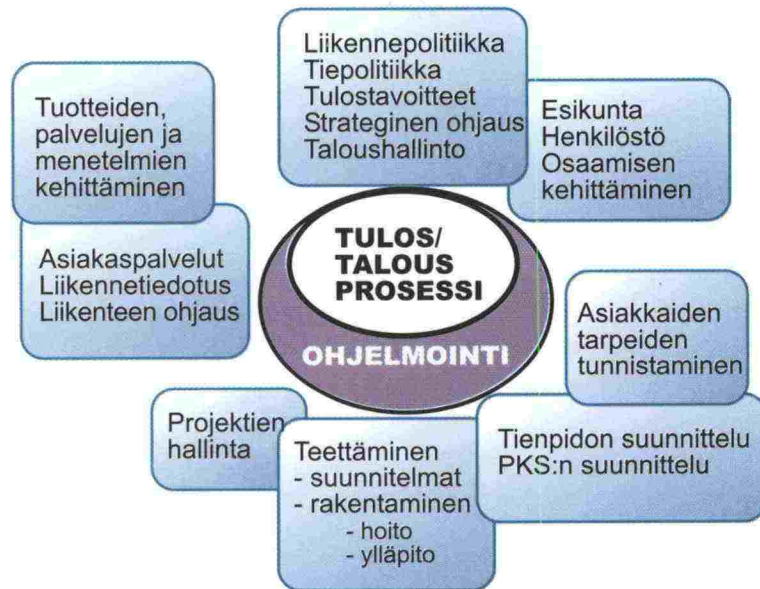 Liikennepolitiikka
Tiepolitiikka
Tulostavoitteet
Strateginen ohjaus
Taloushallinto
Tuotteiden,
palvelujen ja
menetelmien
kehittäminen
Esikunta
Henkilöstö
Osaamisen
kehittäminen
Asiakaspalvelut
Liikennetiedotus
Liikenteen ohjaus
TULOS/
TALOUS
PROSESSI
OHJELMOINTI
Asiakkaiden
tarpeiden
tunnistaminen
Projektien
hallinta
Teettäminen
- suunnitelmat
- rakentaminen
- hoito
- ylläpito
Tienpidon suunnittelu
PKS:n suunnittelu